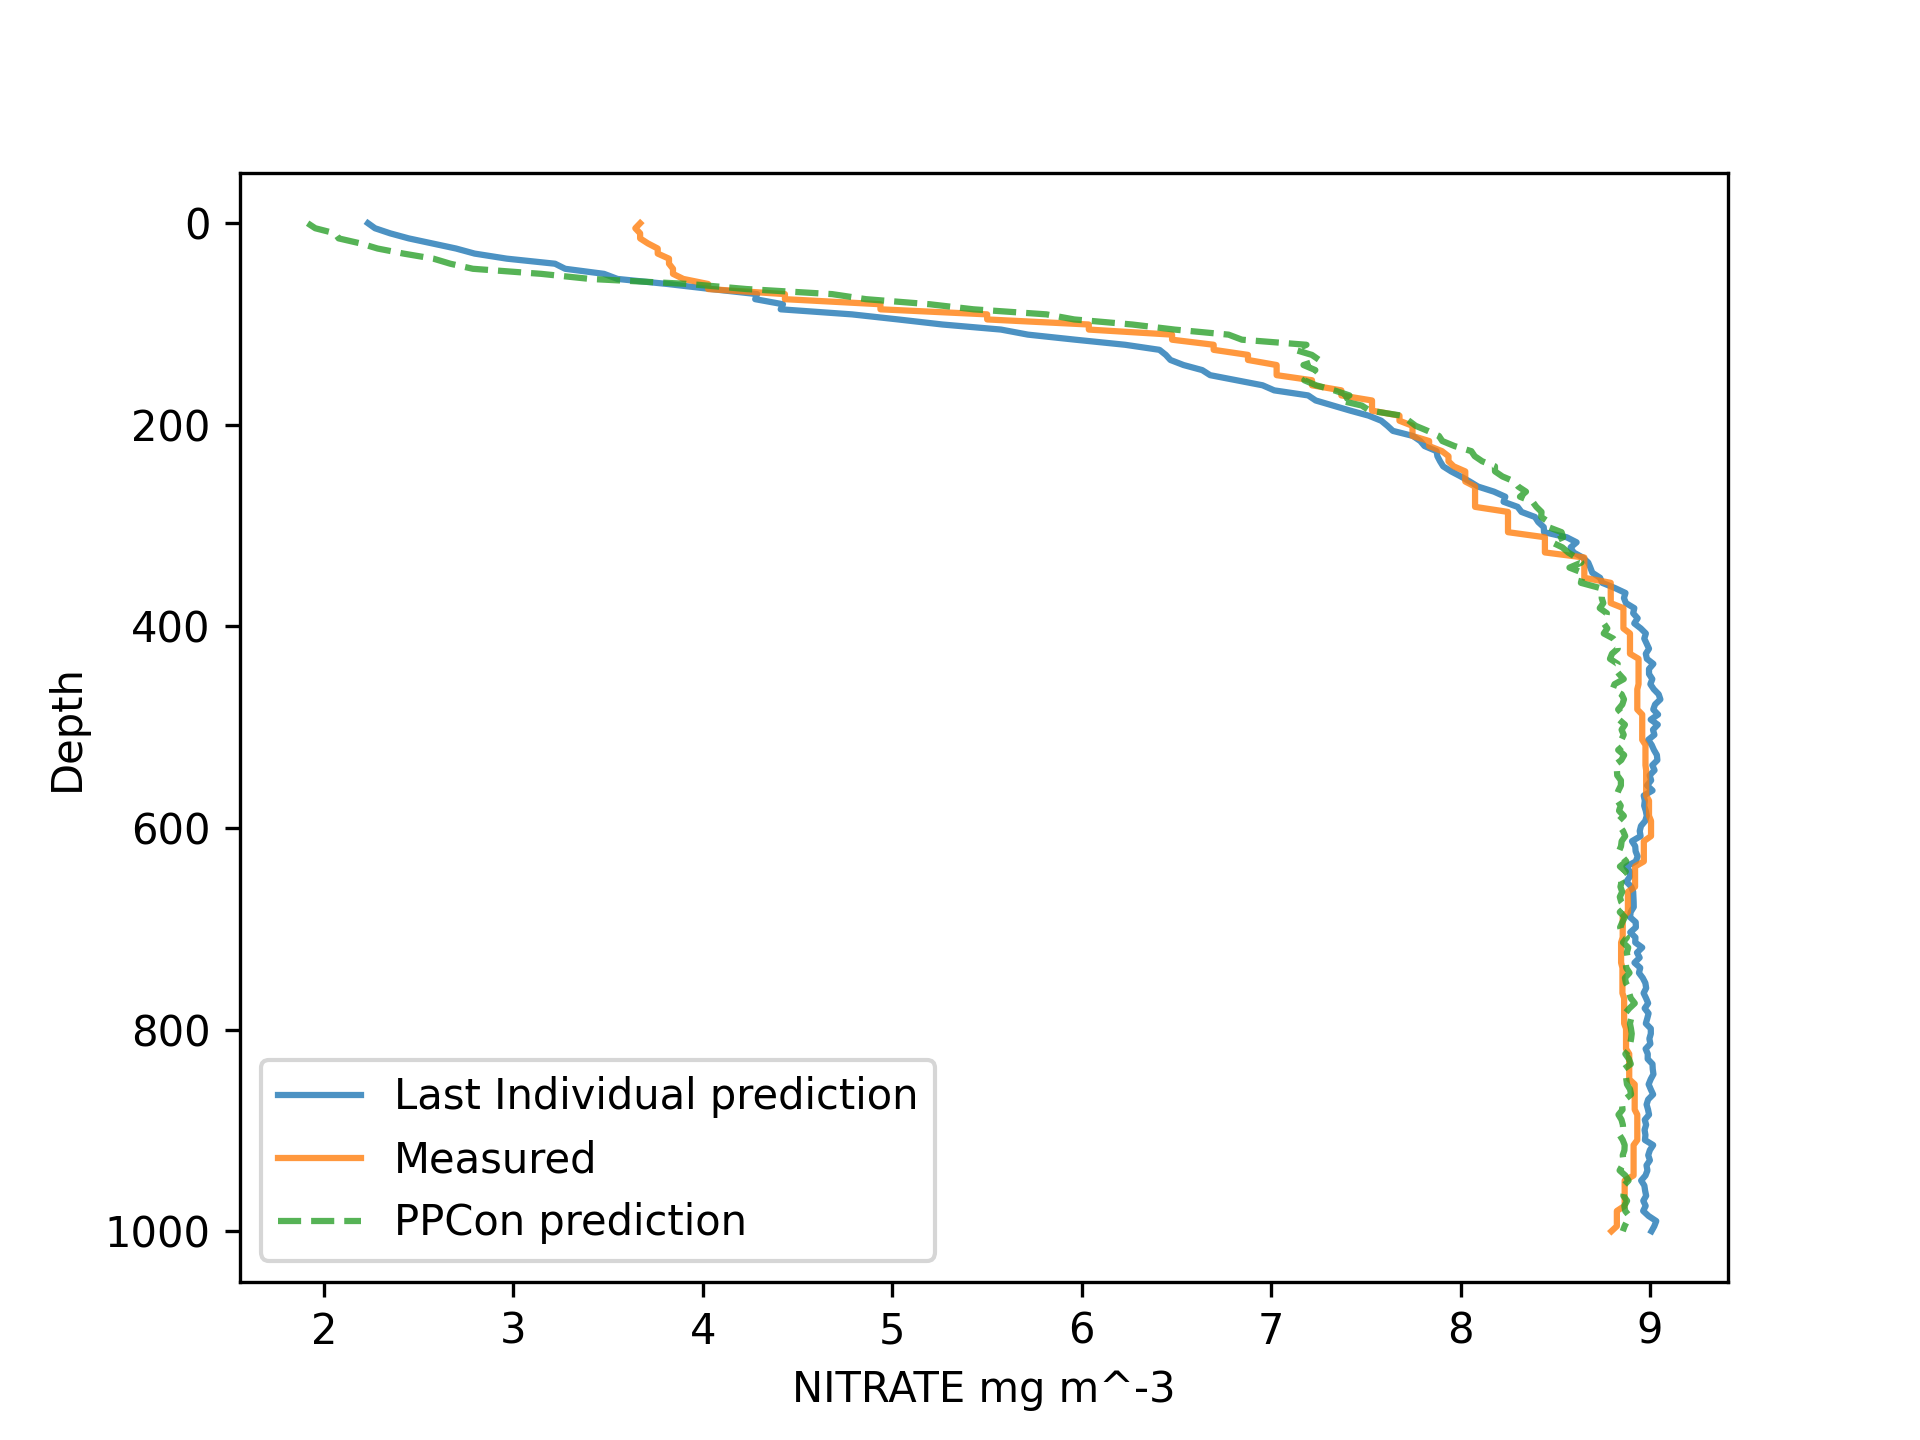 0
200
400
600
800
1000
Depth
Last Individual prediction
Measured
PPCon prediction
2 3 4 5 6 7 8 9
NITRATE mg m^-3